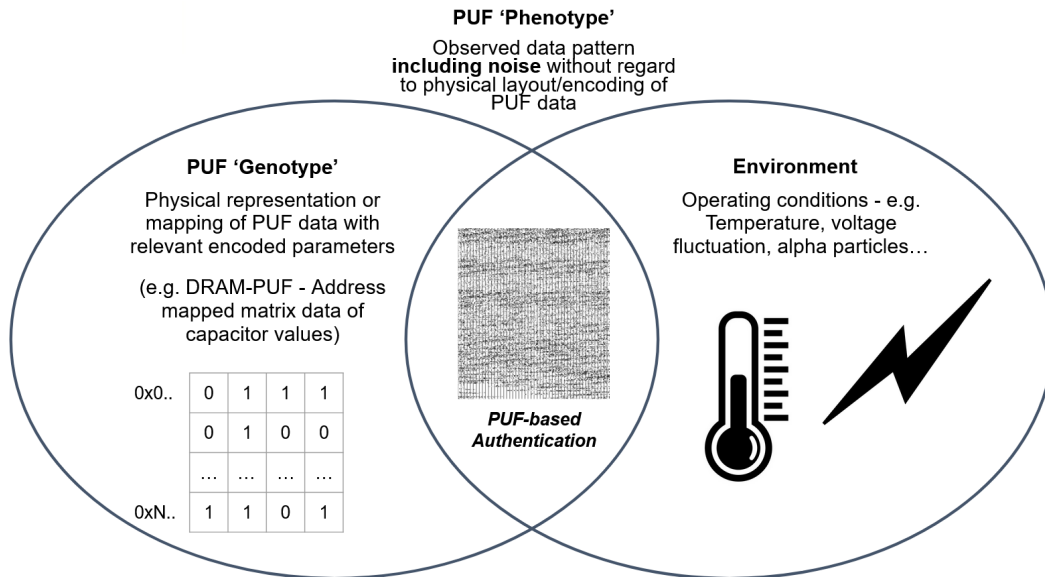 PUF ‘Phenotype’
Observed data pattern
including noise without regard
to physical layout/encoding of
PUF data
PUF ‘Genotype’
Physical representation or
mapping of PUF data with
relevant encoded parameters
(e.g. DRAM-PUF - Address
mapped matrix data of
capacitor values)
0x0.. 0 1 1 1
0 1 0 0
... ... ... ...
0xN.. 1 1 0 1
PUF-based
Authentication
Environment
Operating conditions - e.g.
Temperature, voltage
fluctuation, alpha particles…